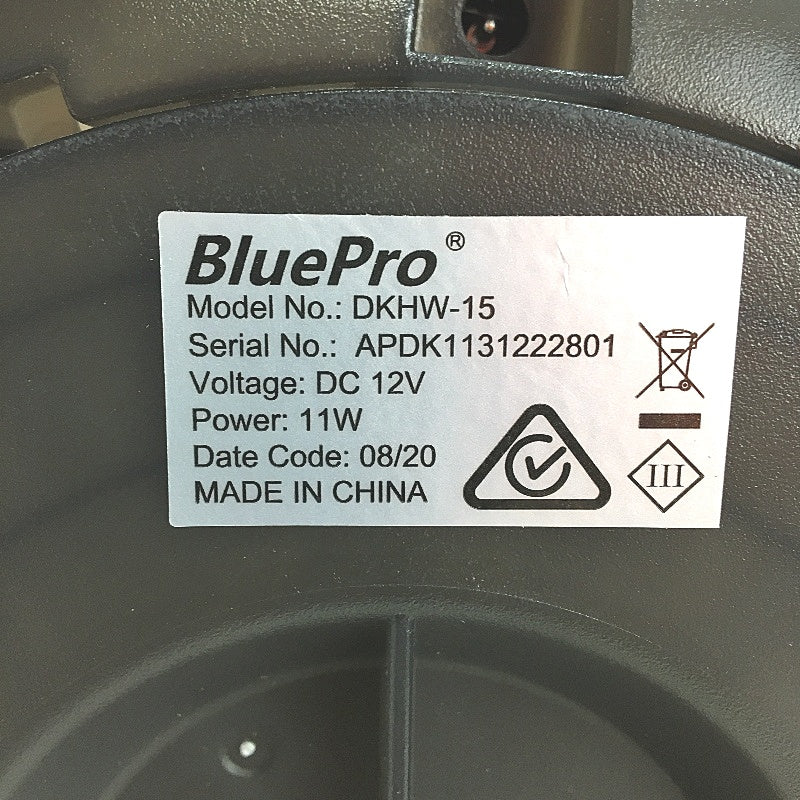 BluePro®
Model No.: DKHW-15
Serial No.: APDK1131222801
Voltage: DC 12V
Power: 11W
Date Code: 08/20
MADE IN CHINA
III